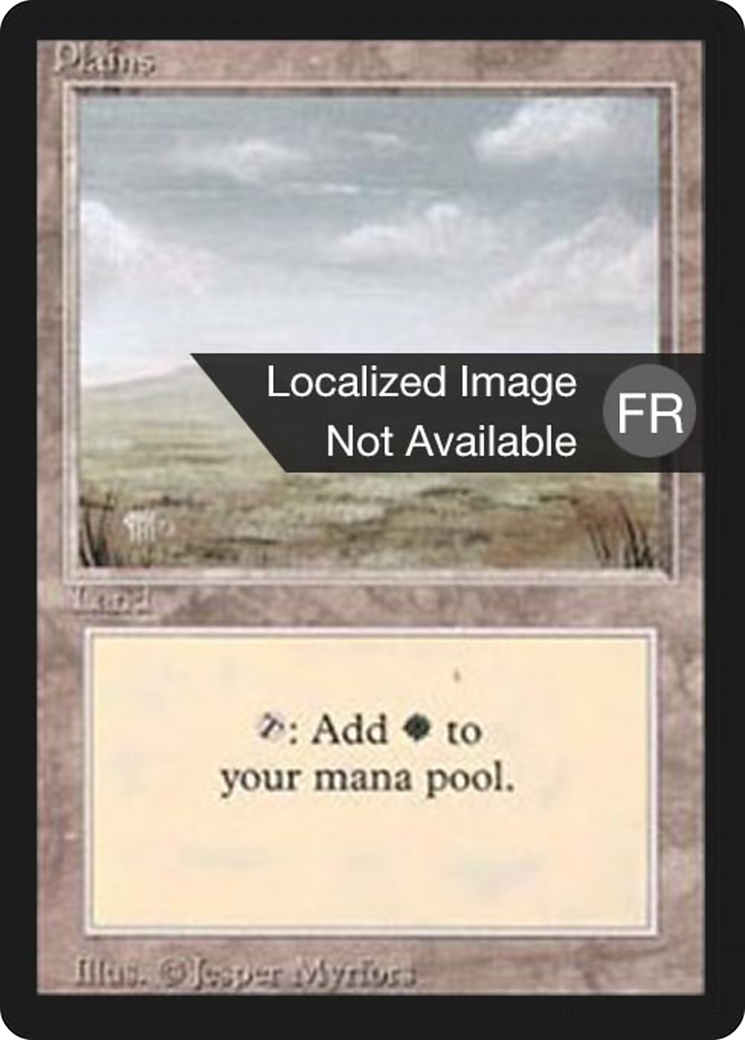 Plains
Localized Image
Not Available
FR
Land
: Add to
your mana pool.
Illus. © Jesper Myrfors